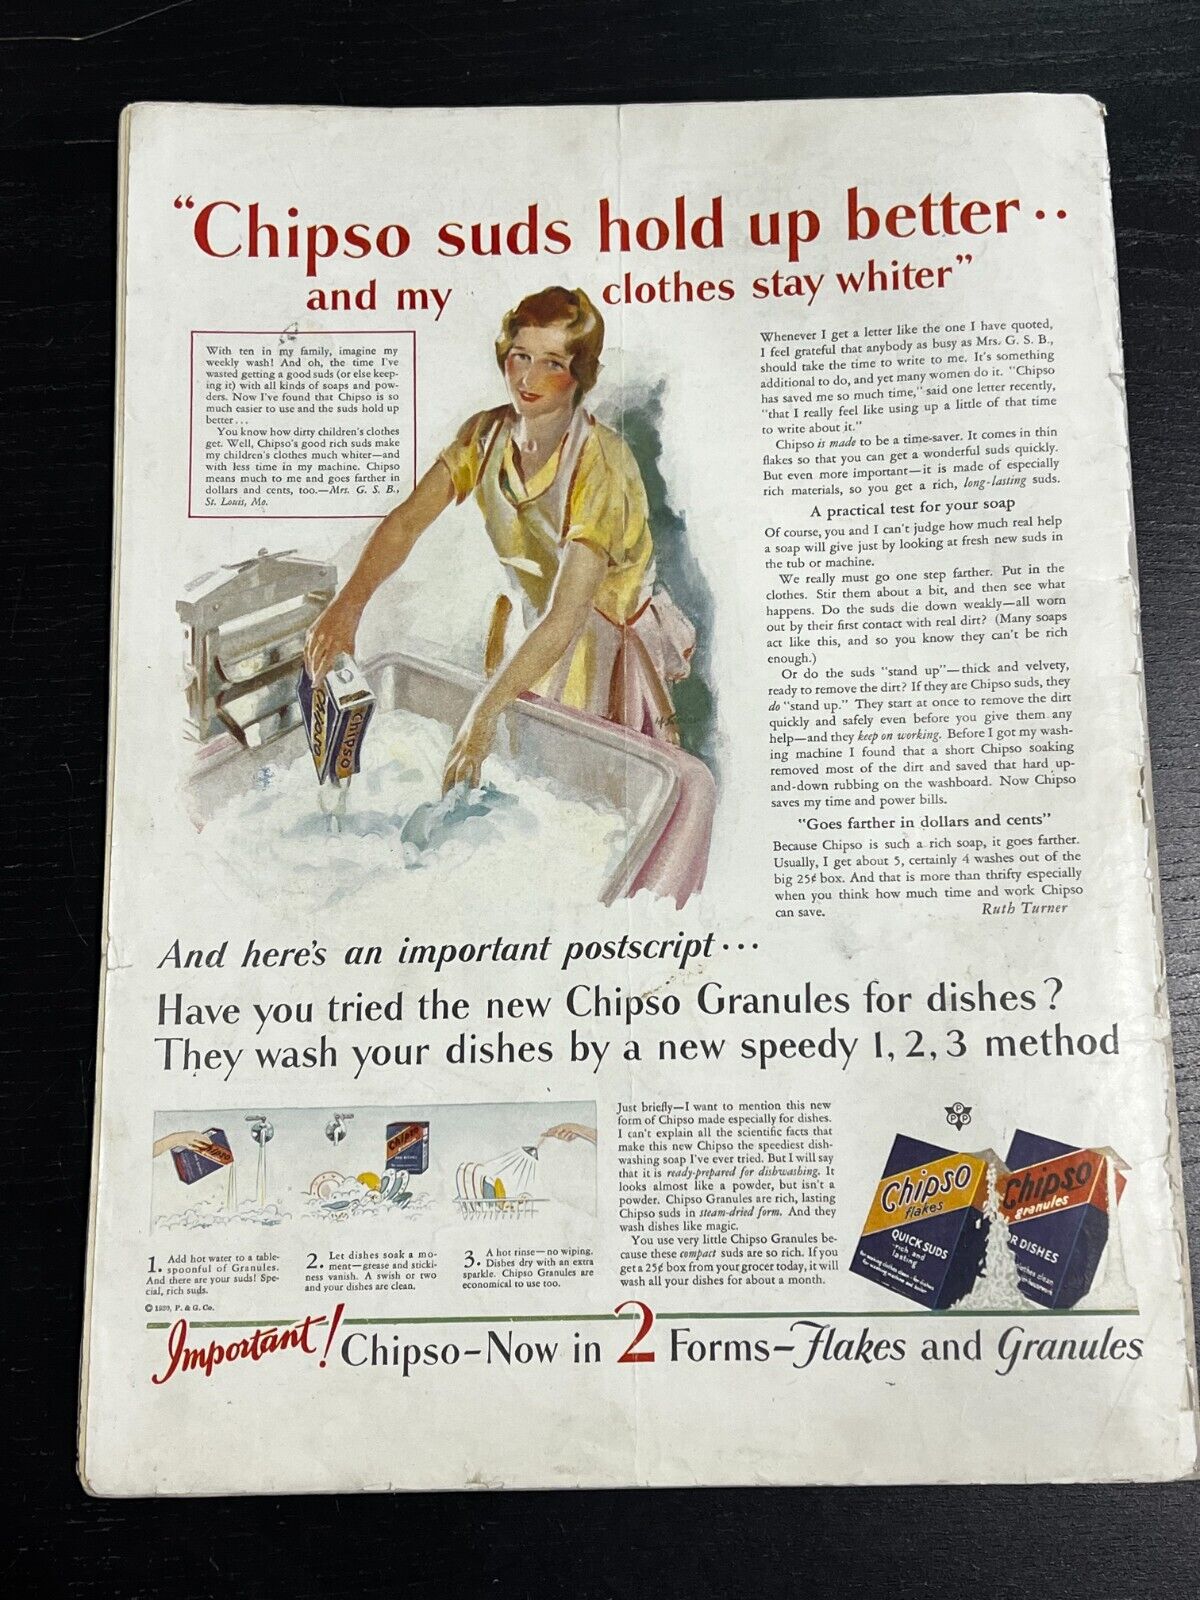 “Chipso suds hold up better··
and my clothes stay whiter”
With ten in my family, imagine my
weekly wash! And oh, the time I've
wasted getting a good suds (or else keep-
ing it) with all kinds of soaps and pow-
ders. Now I've found that Chipso is so
much easier to use and the suds hold up
better...
You know how dirty children's clothes
get. Well, Chipso's good rich suds make
my children's clothes much whiter—and
with less time in my machine. Chipso
means much to me and goes farther in
dollars and cents, too.—Mrs. G. S. B.,
St. Louis, Mo.
Chipso
Chipso
Whenever I get a letter like the one I have quoted,
I feel grateful that anybody as busy as Mrs. G. S. B.,
should take the time to write to me. It's something
additional to do, and yet many women do it. "Chipso
has saved me so much time," said one letter recently,
"that I really feel like using up a little of that time
to write about it."
Chipso is made to be a time-saver. It comes in thin
flakes so that you can get a wonderful suds quickly.
But even more important—it is made of especially
rich materials, so you get a rich, long-lasting suds.
A practical test for your soap
Of course, you and I can't judge how much real help
a soap will give just by looking at fresh new suds in
the tub or machine.
We really must go one step farther. Put in the
clothes. Stir them about a bit, and then see what
happens. Do the suds die down weakly—all worn
out by their first contact with real dirt? (Many soaps
act like this, and so you know they can't be rich
enough.)
Or do the suds "stand up"—thick and velvety,
ready to remove the dirt? If they are Chipso suds, they
do "stand up." They start at once to remove the dirt
quickly and safely even before you give them any
help—and they keep on working. Before I got my wash-
ing machine I found that a short Chipso soaking
removed most of the dirt and saved that hard up-
and-down rubbing on the washboard. Now Chipso
saves my time and power bills.
"Goes farther in dollars and cents"
Because Chipso is such a rich soap, it goes farther.
Usually, I get about 5, certainly 4 washes out of the
big 25¢ box. And that is more than thrifty especially
when you think how much time and work Chipso
can save. Ruth Turner
And here's an important postscript···
Have you tried the new Chipso Granules for dishes?
They wash your dishes by a new speedy 1, 2, 3 method
Chipso
Chipso
1. Add hot water to a table-
spoonful of Granules.
And there are your suds! Spe-
cial, rich suds.
2. Let dishes soak a mo-
ment—grease and sticki-
ness vanish. A swish or two
and your dishes are clean.
3. A hot rinse—no wiping.
Dishes dry with an extra
sparkle. Chipso Granules are
economical to use too.
© 1930, P. & G. Co.
Just briefly—I want to mention this new
form of Chipso made especially for dishes.
I can't explain all the scientific facts that
make this new Chipso the speediest dish-
washing soap I've ever tried. But I will say
that it is ready-prepared for dishwashing. It
looks almost like a powder, but isn't a
powder. Chipso Granules are rich, lasting
Chipso suds in steam-dried form. And they
wash dishes like magic.
You use very little Chipso Granules be-
cause these compact suds are so rich. If you
get a 25¢ box from your grocer today, it will
wash all your dishes for about a month.
P P P
Chipso
flakes
QUICK SUDS
rich and
lasting
Chipso
granules
OR DISHES
clothes clean
Important! Chipso–Now in 2 Forms–Flakes and Granules